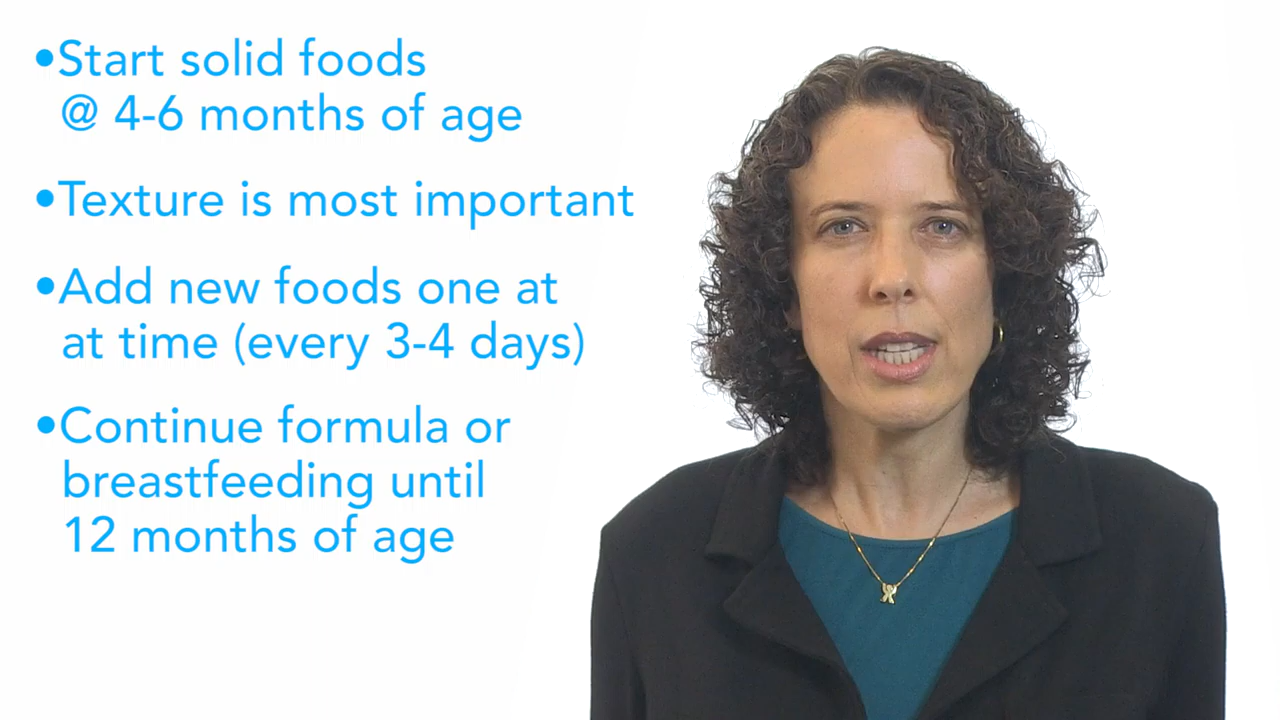 •Start solid foods
@ 4-6 months of age
•Texture is most important
•Add new foods one at
at time (every 3-4 days)
•Continue formula or
breastfeeding until
12 months of age